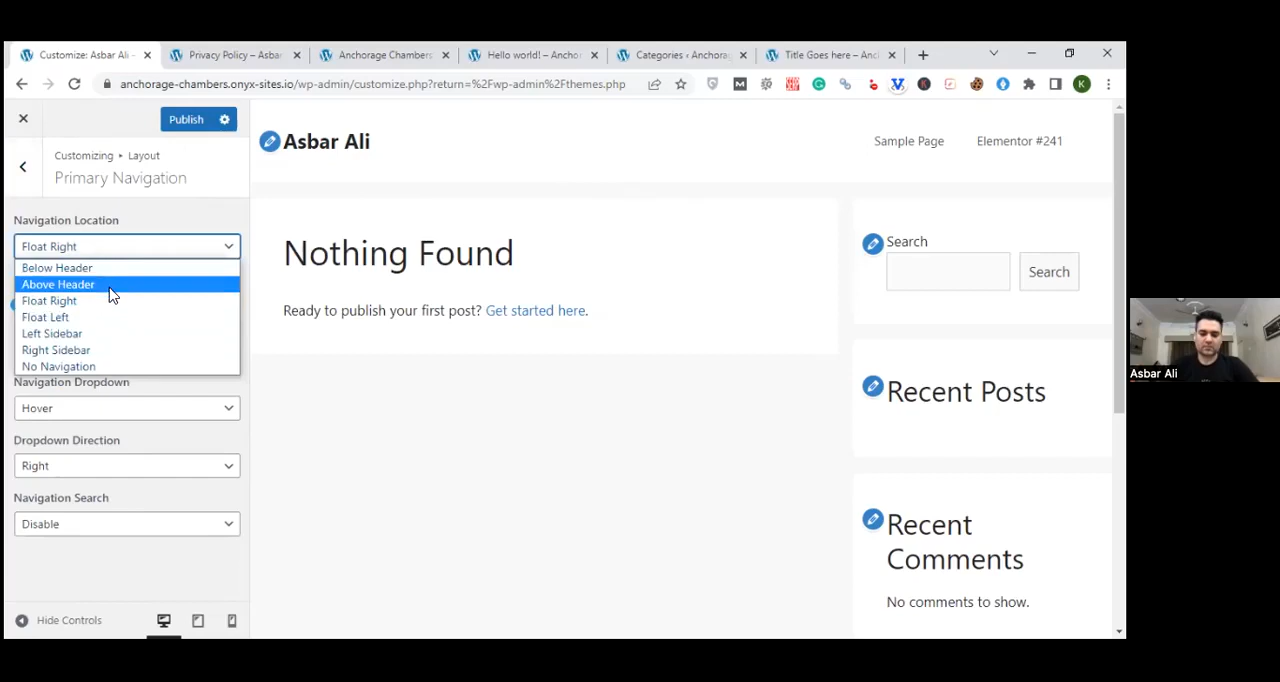 Customize: Asbar Ali –
Privacy Policy – Asbar
Anchorage Chambers
Hello world! – Anchor
Categories ‹ Anchorag
Title Goes here – Anc
anchorage-chambers.onyx-sites.io/wp-admin/customize.php?return=%2Fwp-admin%2Fthemes.php
Publish
Customizing ▸ Layout
Primary Navigation
Navigation Location
Float Right
Below Header
Above Header
Float Right
Float Left
Left Sidebar
Right Sidebar
No Navigation
Navigation Dropdown
Hover
Dropdown Direction
Right
Navigation Search
Disable
Hide Controls
Asbar Ali
Sample Page
Elementor #241
Nothing Found
Ready to publish your first post? Get started here.
Search
Search
Recent Posts
Recent
Comments
No comments to show.
Asbar Ali